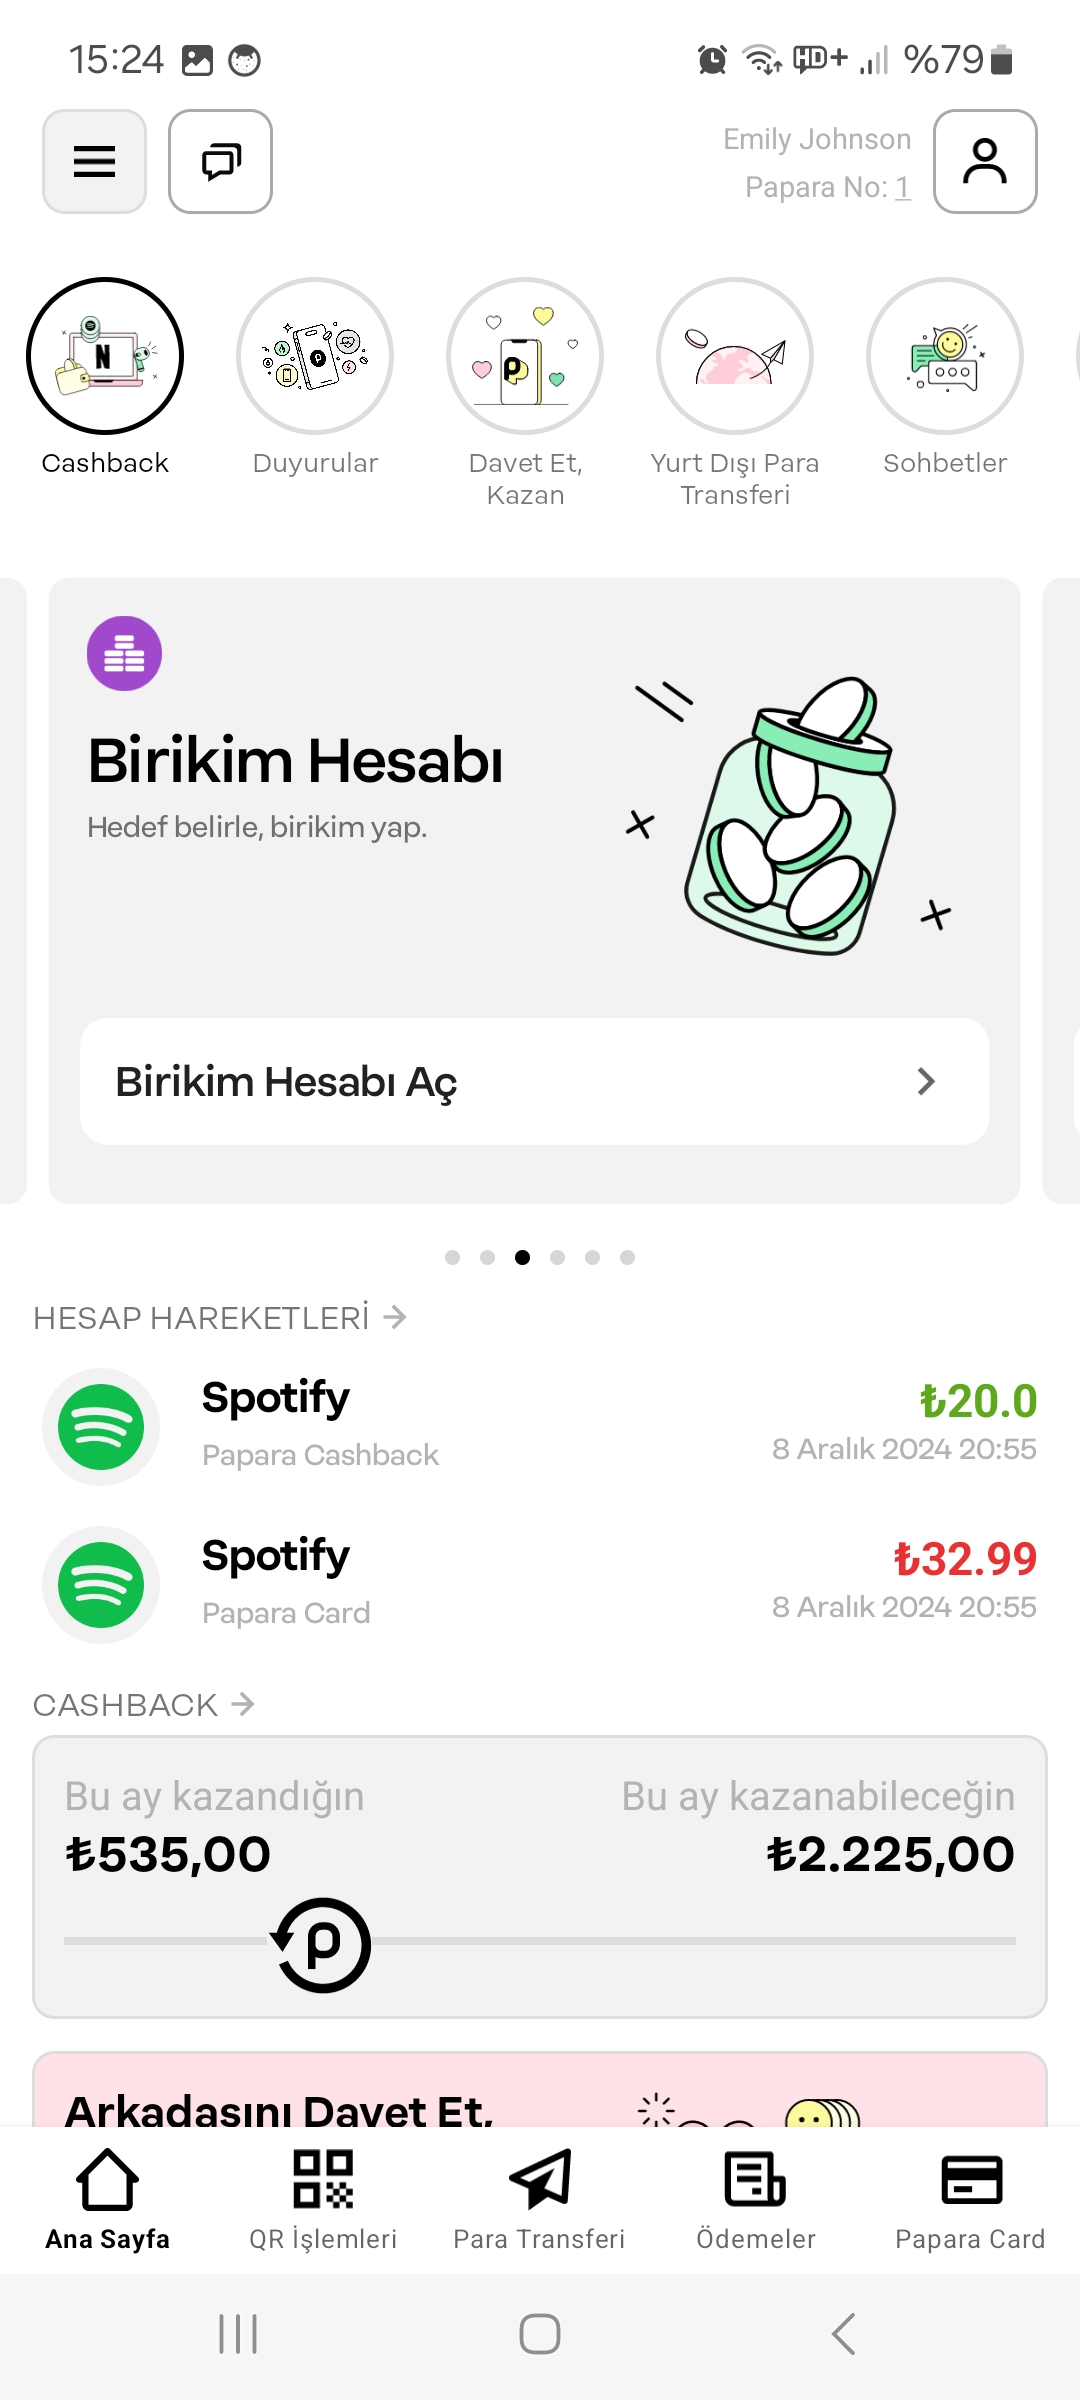 15:24
HD+
%79
Emily Johnson
Papara No: 1
Cashback
Duyurular
Davet Et,
Kazan
Yurt Dışı Para
Transferi
Sohbetler
Birikim Hesabı
Hedef belirle, birikim yap.
Birikim Hesabı Aç
HESAP HAREKETLERİ
Spotify
₺20.0
Papara Cashback
8 Aralık 2024 20:55
Spotify
₺32.99
Papara Card
8 Aralık 2024 20:55
CASHBACK
Bu ay kazandığın
Bu ay kazanabileceğin
₺535,00
₺2.225,00
Arkadaşını Davet Et,
Ana Sayfa
QR İşlemleri
Para Transferi
Ödemeler
Papara Card